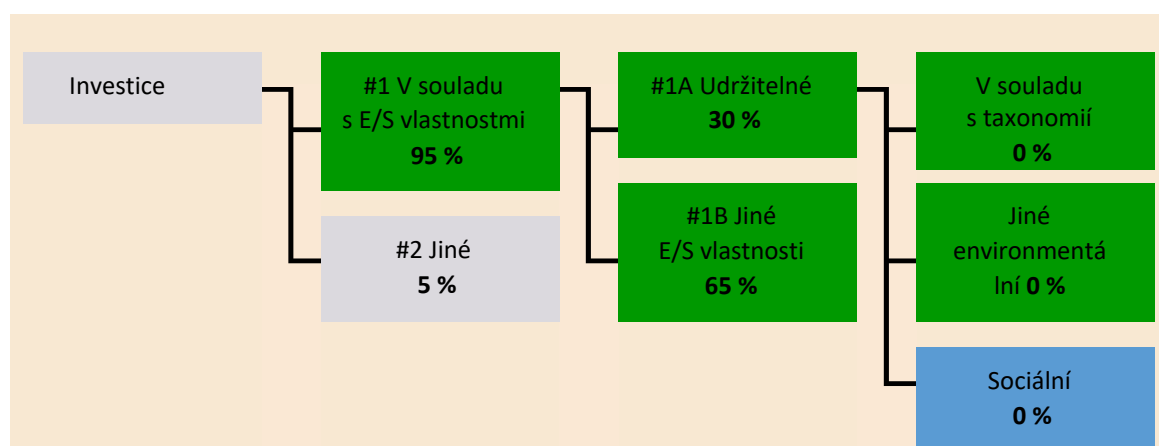 Investice
#1 V souladu
s E/S vlastnostmi
95 %
#2 Jiné
5 %
#1A Udržitelné
30 %
#1B Jiné
E/S vlastnosti
65 %
V souladu
s taxonomií
0 %
Jiné
environmentá
lní 0 %
Sociální
0 %